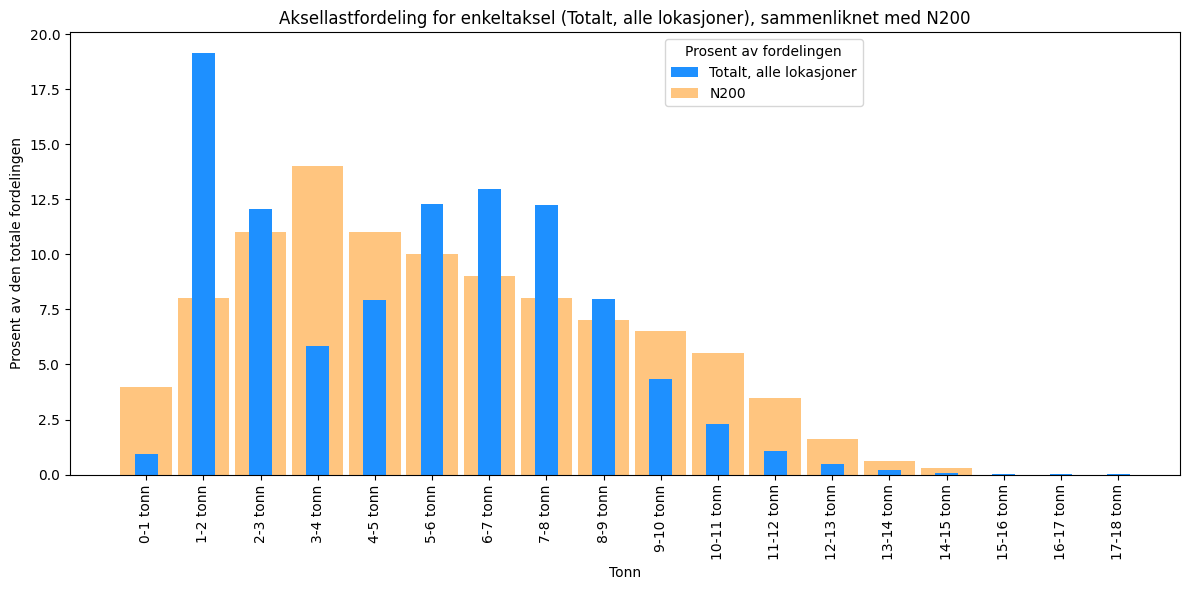 Aksellastfordeling for enkeltaksel (Totalt, alle lokasjoner), sammenliknet med N200
Prosent av den totale fordelingen
20.0
17.5
15.0
12.5
10.0
7.5
5.0
2.5
0.0
Prosent av fordelingen
Totalt, alle lokasjoner
N200
0-1 tonn
1-2 tonn
2-3 tonn
3-4 tonn
4-5 tonn
5-6 tonn
6-7 tonn
7-8 tonn
8-9 tonn
9-10 tonn
10-11 tonn
11-12 tonn
12-13 tonn
13-14 tonn
14-15 tonn
15-16 tonn
16-17 tonn
17-18 tonn
Tonn